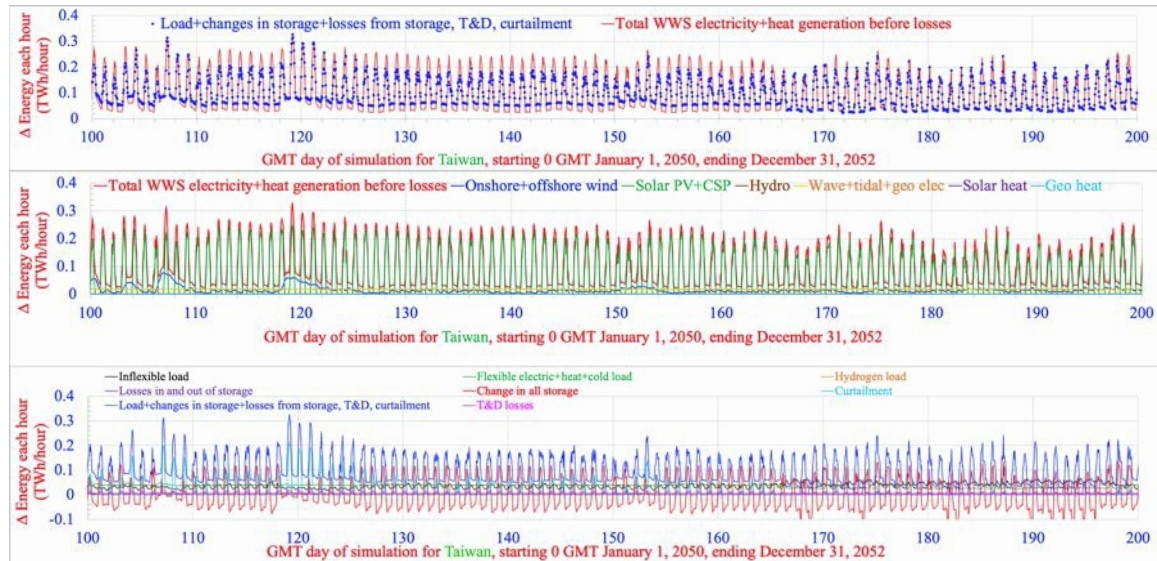 Load+changes in storage+losses from storage, T&D, curtailment Total WWS electricity+heat generation before losses
Δ Energy each hour
(TWh/hour)
0.4
0.3
0.2
0.1
0
100 110 120 130 140 150 160 170 180 190 200
GMT day of simulation for Taiwan, starting 0 GMT January 1, 2050, ending December 31, 2052
Total WWS electricity+heat generation before losses Onshore+offshore wind Solar PV+CSP Hydro Wave+tidal+geo elec Solar heat Geo heat
Δ Energy each hour
(TWh/hour)
0.4
0.3
0.2
0.1
0
100 110 120 130 140 150 160 170 180 190 200
GMT day of simulation for Taiwan, starting 0 GMT January 1, 2050, ending December 31, 2052
Inflexible load Flexible electric+heat+cold load Hydrogen load
Losses in and out of storage Change in all storage Curtailment
Load+changes in storage+losses from storage, T&D, curtailment T&D losses
Δ Energy each hour
(TWh/hour)
0.4
0.3
0.2
0.1
0
-0.1
100 110 120 130 140 150 160 170 180 190 200
GMT day of simulation for Taiwan, starting 0 GMT January 1, 2050, ending December 31, 2052